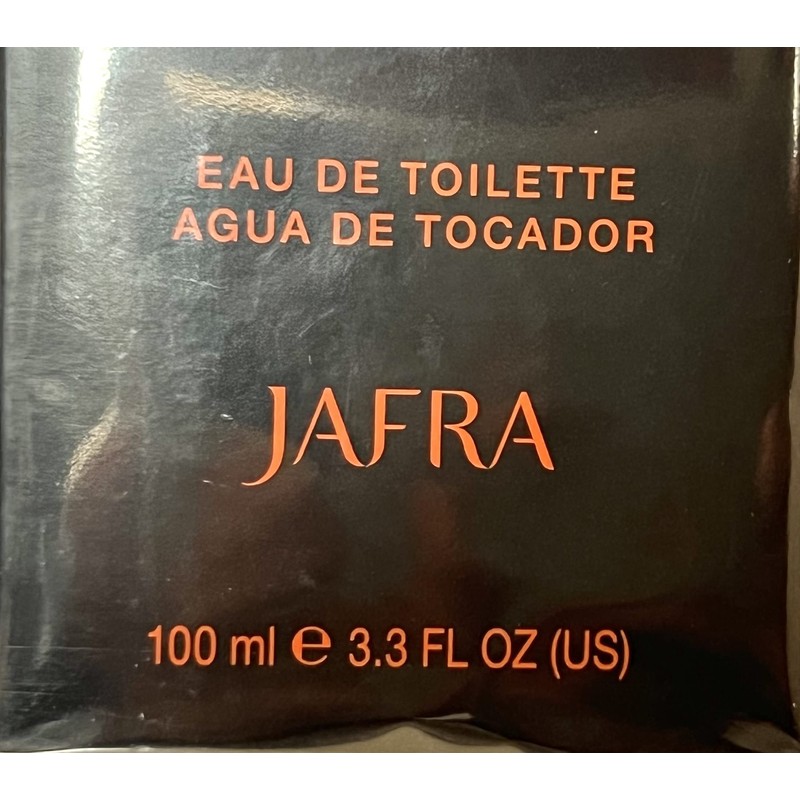 EAU DE TOILETTE
AGUA DE TOCADOR
JAFRA
100 ml ℮ 3.3 FL OZ (US)